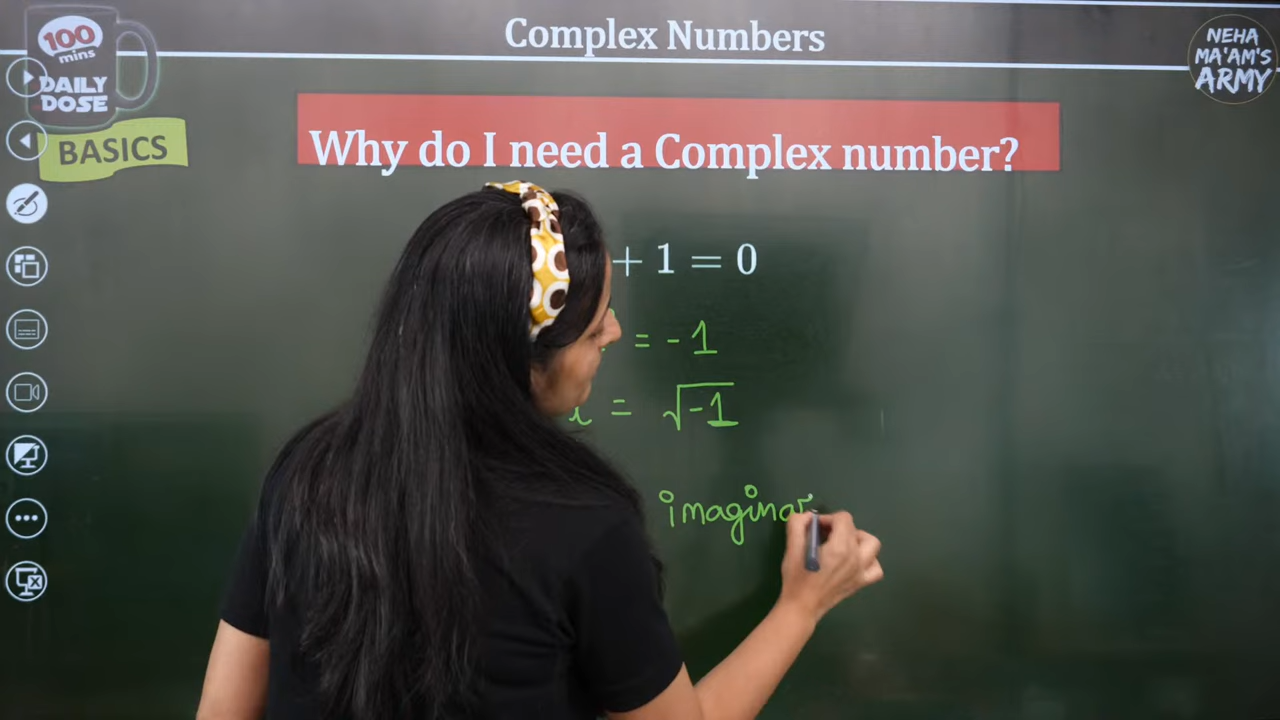 Complex Numbers
100
mins
DAILY
DOSE
NEHA
MA'AM'S
ARMY
BASICS
Why do I need a Complex number?
+ 1 = 0
= - 1
= √-1
imaginar